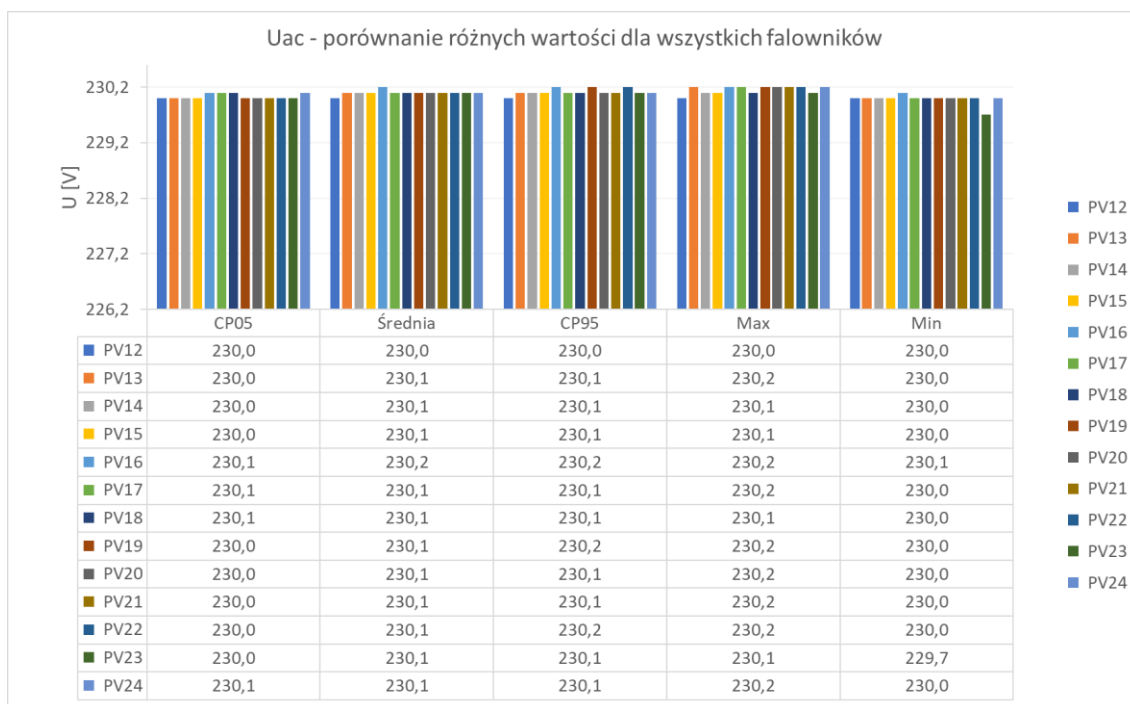 Uac - porównanie różnych wartości dla wszystkich falowników
U [V]
230,2
229,2
228,2
227,2
226,2
CP05 Średnia CP95 Max Min
PV12 230,0 230,0 230,0 230,0 230,0
PV13 230,0 230,1 230,1 230,2 230,0
PV14 230,0 230,1 230,1 230,1 230,0
PV15 230,0 230,1 230,1 230,1 230,0
PV16 230,1 230,2 230,2 230,2 230,1
PV17 230,1 230,1 230,1 230,2 230,0
PV18 230,1 230,1 230,1 230,1 230,0
PV19 230,0 230,1 230,2 230,2 230,0
PV20 230,0 230,1 230,1 230,2 230,0
PV21 230,0 230,1 230,1 230,2 230,0
PV22 230,0 230,1 230,2 230,2 230,0
PV23 230,0 230,1 230,1 230,1 229,7
PV24 230,1 230,1 230,1 230,2 230,0
PV12
PV13
PV14
PV15
PV16
PV17
PV18
PV19
PV20
PV21
PV22
PV23
PV24